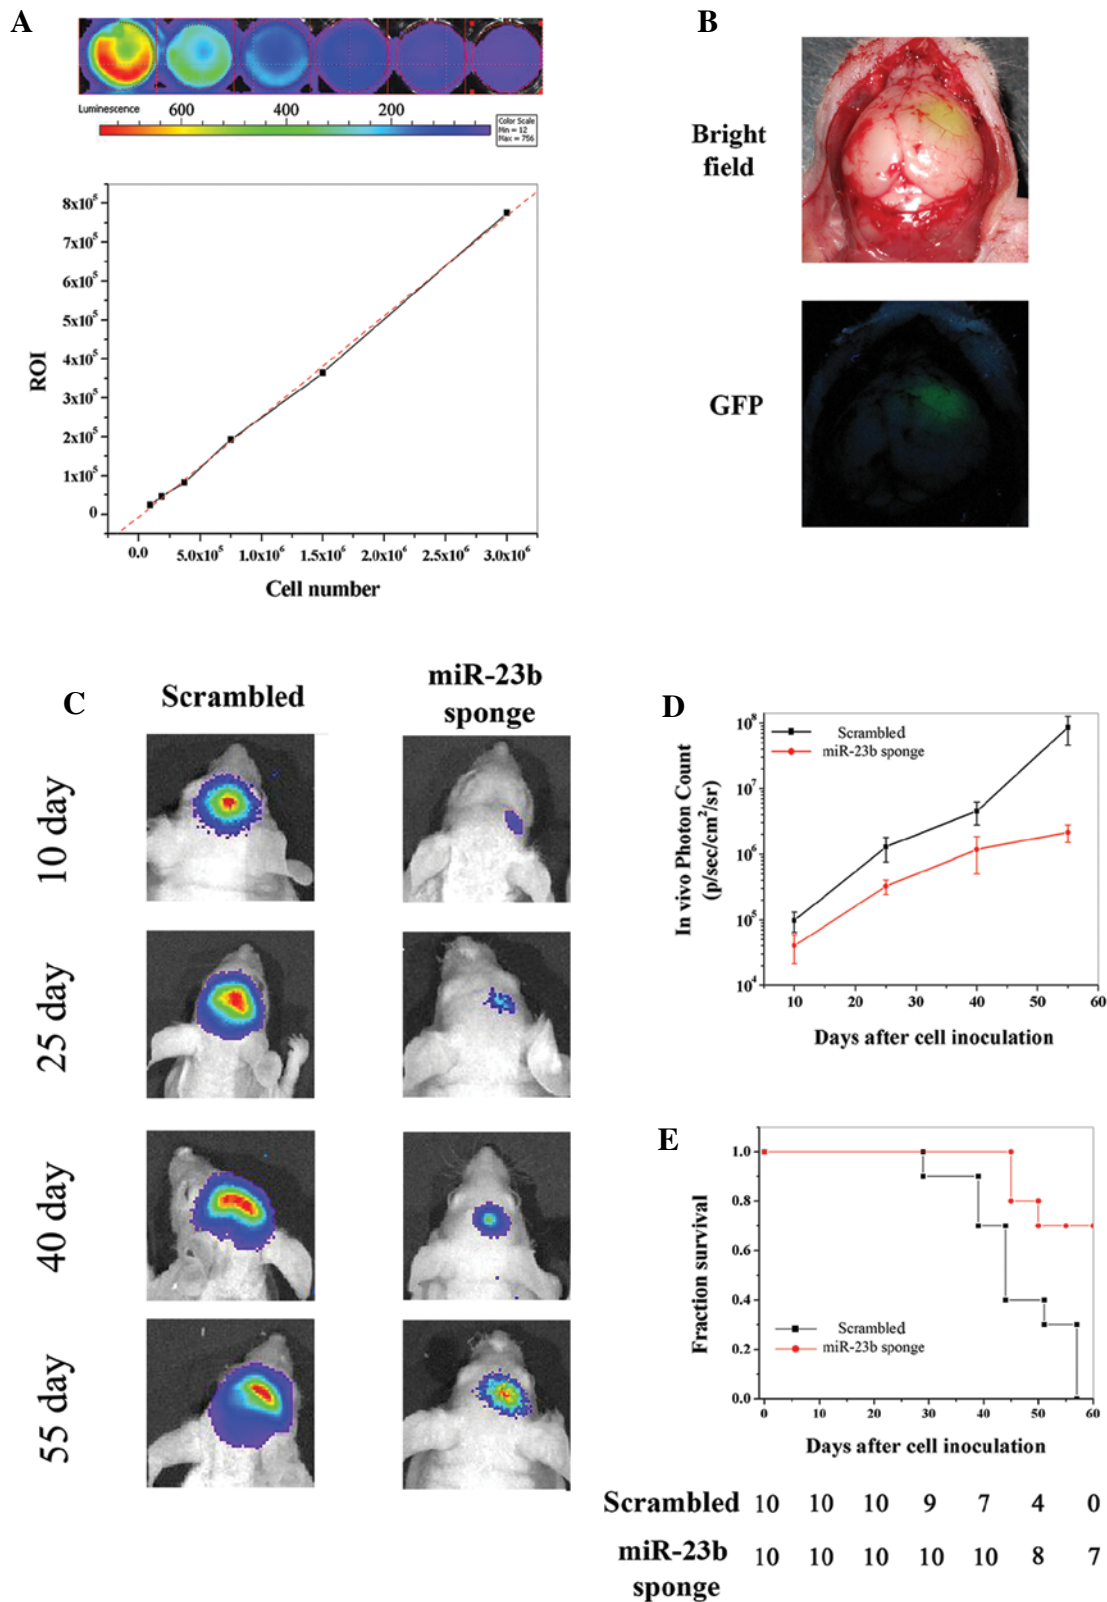 A
Luminescence
600 400 200
Color Scale
Min = 12
Max = 756
8x10⁵
7x10⁵
6x10⁵
5x10⁵
4x10⁵
3x10⁵
2x10⁵
1x10⁵
0
ROI
0.0 5.0x10⁵ 1.0x10⁶ 1.5x10⁶ 2.0x10⁶ 2.5x10⁶ 3.0x10⁶
Cell number
B
Bright
field
GFP
C
Scrambled
miR-23b
sponge
10 day
25 day
40 day
55 day
D
Scrambled
miR-23b sponge
10⁸
10⁷
10⁶
10⁵
10⁴
In vivo Photon Count
(p/sec/cm²/sr)
10 20 30 40 50 60
Days after cell inoculation
E
1.0
0.8
0.6
0.4
0.2
0.0
Fraction survival
Scrambled
miR-23b sponge
0 10 20 30 40 50 60
Days after cell inoculation
Scrambled 10 10 10 9 7 4 0
miR-23b
sponge
10 10 10 10 10 8 7